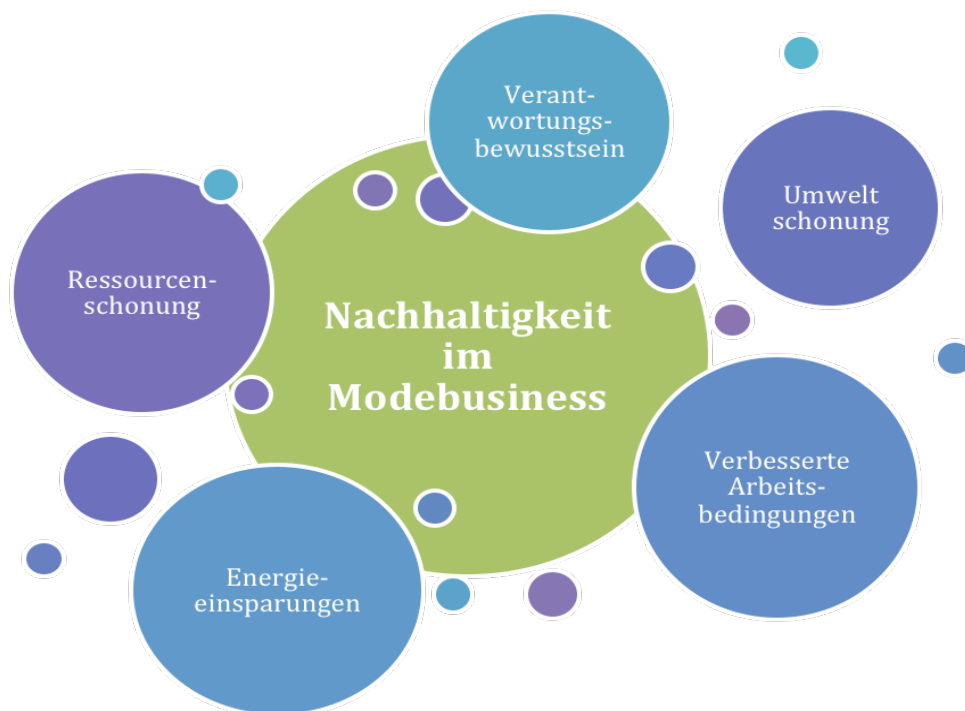 Verant-
wortungs-
bewusstsein
Umwelt
schonung
Ressourcen-
schonung
Nachhaltigkeit
im
Modebusiness
Verbesserte
Arbeits-
bedingungen
Energie-
einsparungen